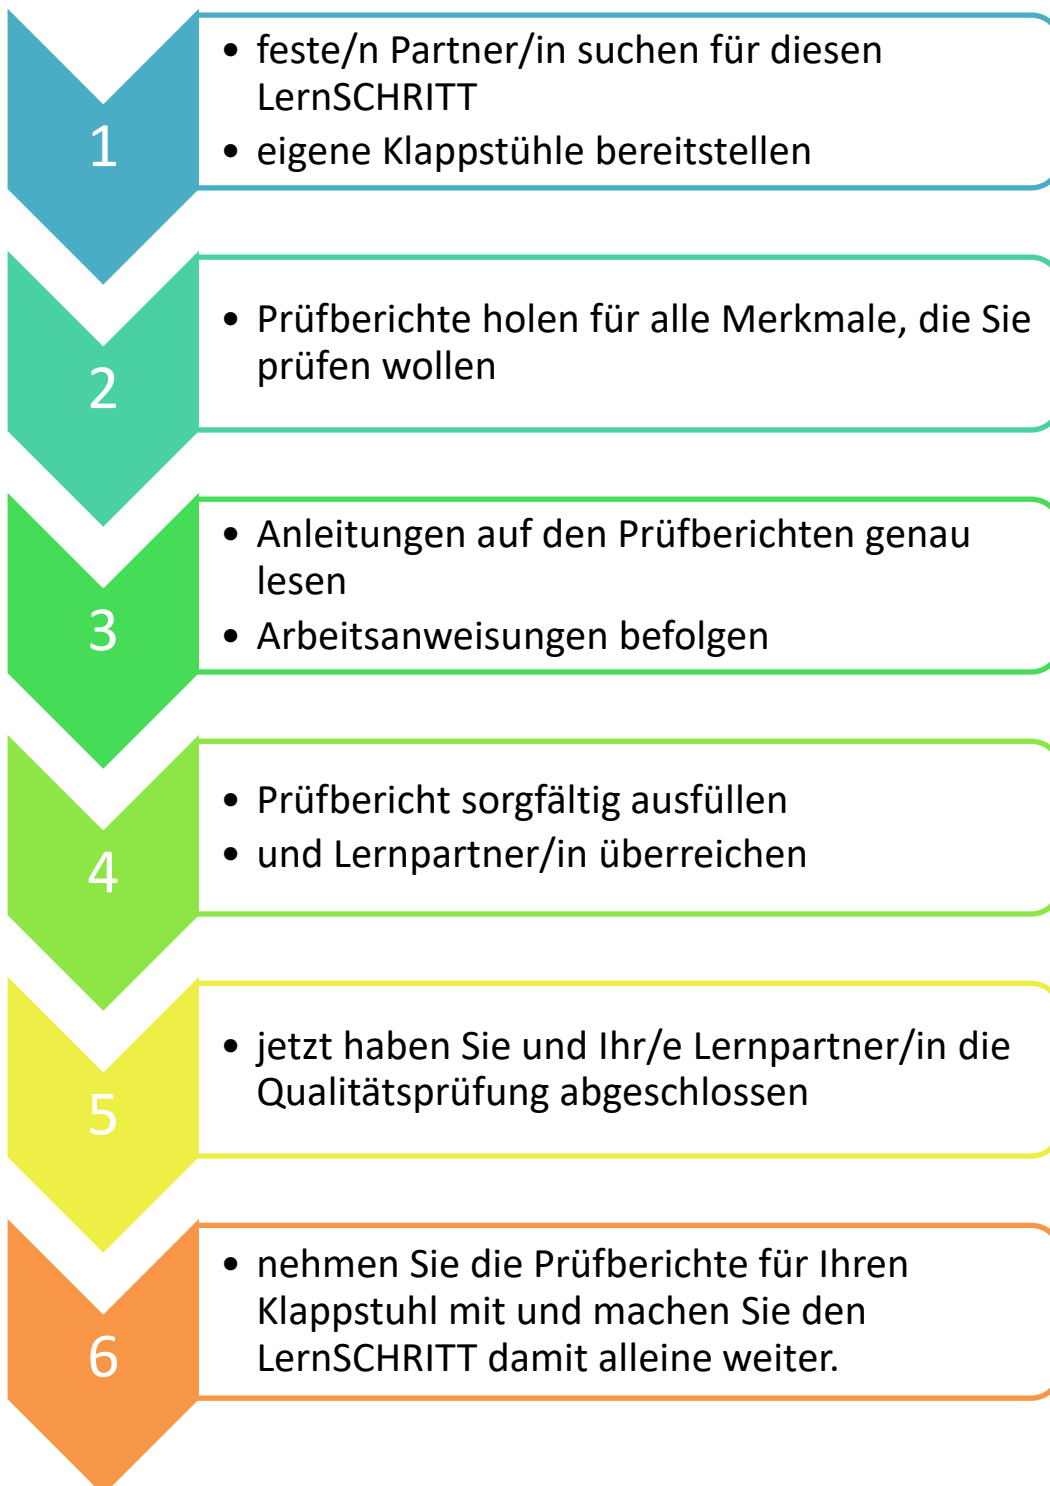 1
• feste/n Partner/in suchen für diesen
LernSCHRITT
• eigene Klappstühle bereitstellen
2
• Prüfberichte holen für alle Merkmale, die Sie
prüfen wollen
3
• Anleitungen auf den Prüfberichten genau
lesen
• Arbeitsanweisungen befolgen
4
• Prüfbericht sorgfältig ausfüllen
• und Lernpartner/in überreichen
5
• jetzt haben Sie und Ihr/e Lernpartner/in die
Qualitätsprüfung abgeschlossen
6
• nehmen Sie die Prüfberichte für Ihren
Klappstuhl mit und machen Sie den
LernSCHRITT damit alleine weiter.